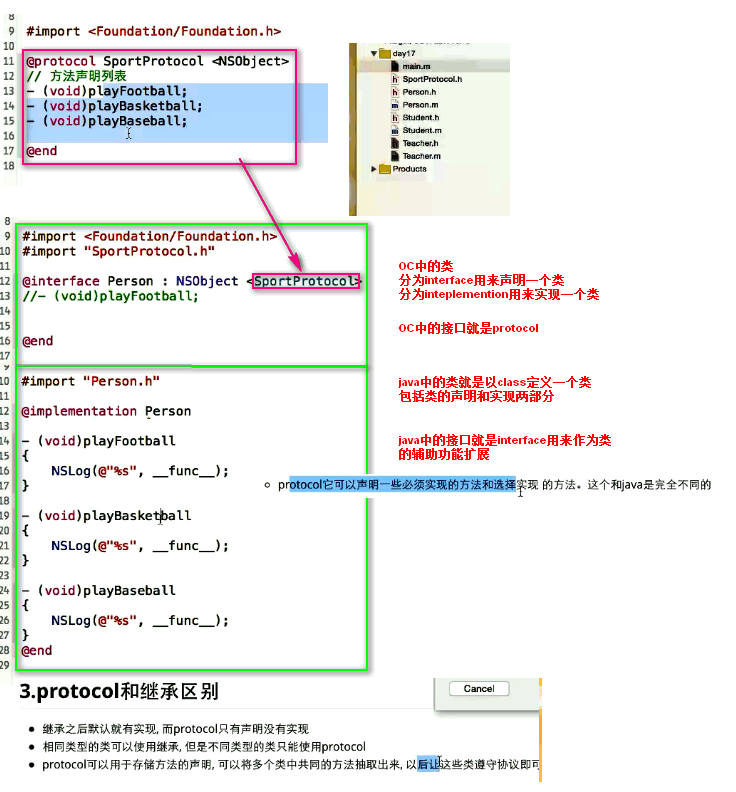 8
9 #import <Foundation/Foundation.h>
10
11 @protocol SportProtocol <NSObject>
12 // 方法声明列表
13 - (void)playFootball;
14 - (void)playBasketball;
15 - (void)playBaseball;
16
17 @end
18
day17
main.m
SportProtocol.h
Person.h
Person.m
Student.h
Student.m
Teacher.h
Teacher.m
Products
8
9 #import <Foundation/Foundation.h>
10 #import "SportProtocol.h"
11
12 @interface Person : NSObject <SportProtocol>
13 //- (void)playFootball;
14
15
16 @end
17
OC中的类
分为interface用来声明一个类
分为inteplemention用来实现一个类
OC中的接口就是protocol
9
10 #import "Person.h"
11
12 @implementation Person
13
14 - (void)playFootball
15 {
16 NSLog(@"%s", __func__);
17 }
18
19 - (void)playBasketball
20 {
21 NSLog(@"%s", __func__);
22 }
23
24 - (void)playBaseball
25 {
26 NSLog(@"%s", __func__);
27 }
28 @end
29
java中的类就是以class定义一个类
包括类的声明和实现两部分
java中的接口就是interface用来作为类
的辅助功能扩展
protocol它可以声明一些必须实现的方法和选择实现 的方法。这个和java是完全不同的
3.protocol和继承区别
Cancel
继承之后默认就有实现, 而protocol只有声明没有实现
相同类型的类可以使用继承, 但是不同类型的类只能使用protocol
protocol可以用于存储方法的声明, 可以将多个类中共同的方法抽取出来, 以后让这些类遵守协议即可